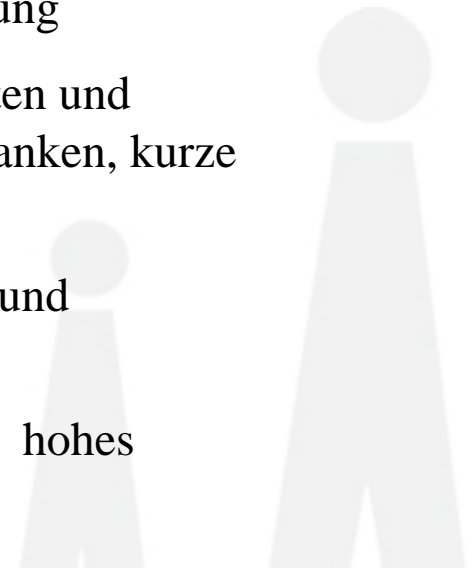 ung
ten und
anken, kurze
und
hohes